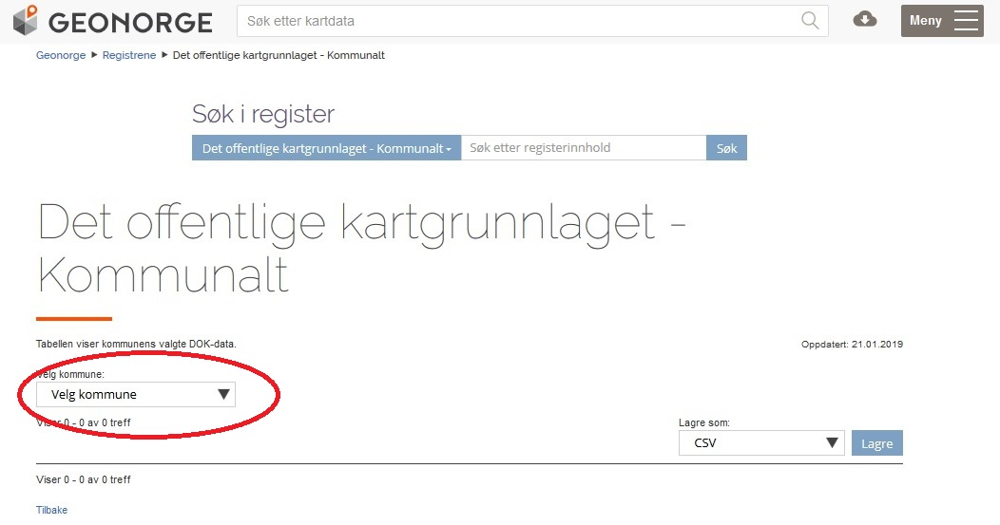 GEONORGE
Søk etter kartdata
Meny
Geonorge ▶ Registrene ▶ Det offentlige kartgrunnlaget - Kommunalt
Søk i register
Det offentlige kartgrunnlaget - Kommunalt
Søk etter registerinnhold
Søk
Det offentlige kartgrunnlaget -
Kommunalt
Tabellen viser kommunens valgte DOK-data.
Oppdatert: 21.01.2019
Velg kommune:
Velg kommune
Viser 0 - 0 av 0 treff
Lagre som:
CSV
Lagre
Viser 0 - 0 av 0 treff
Tilbake